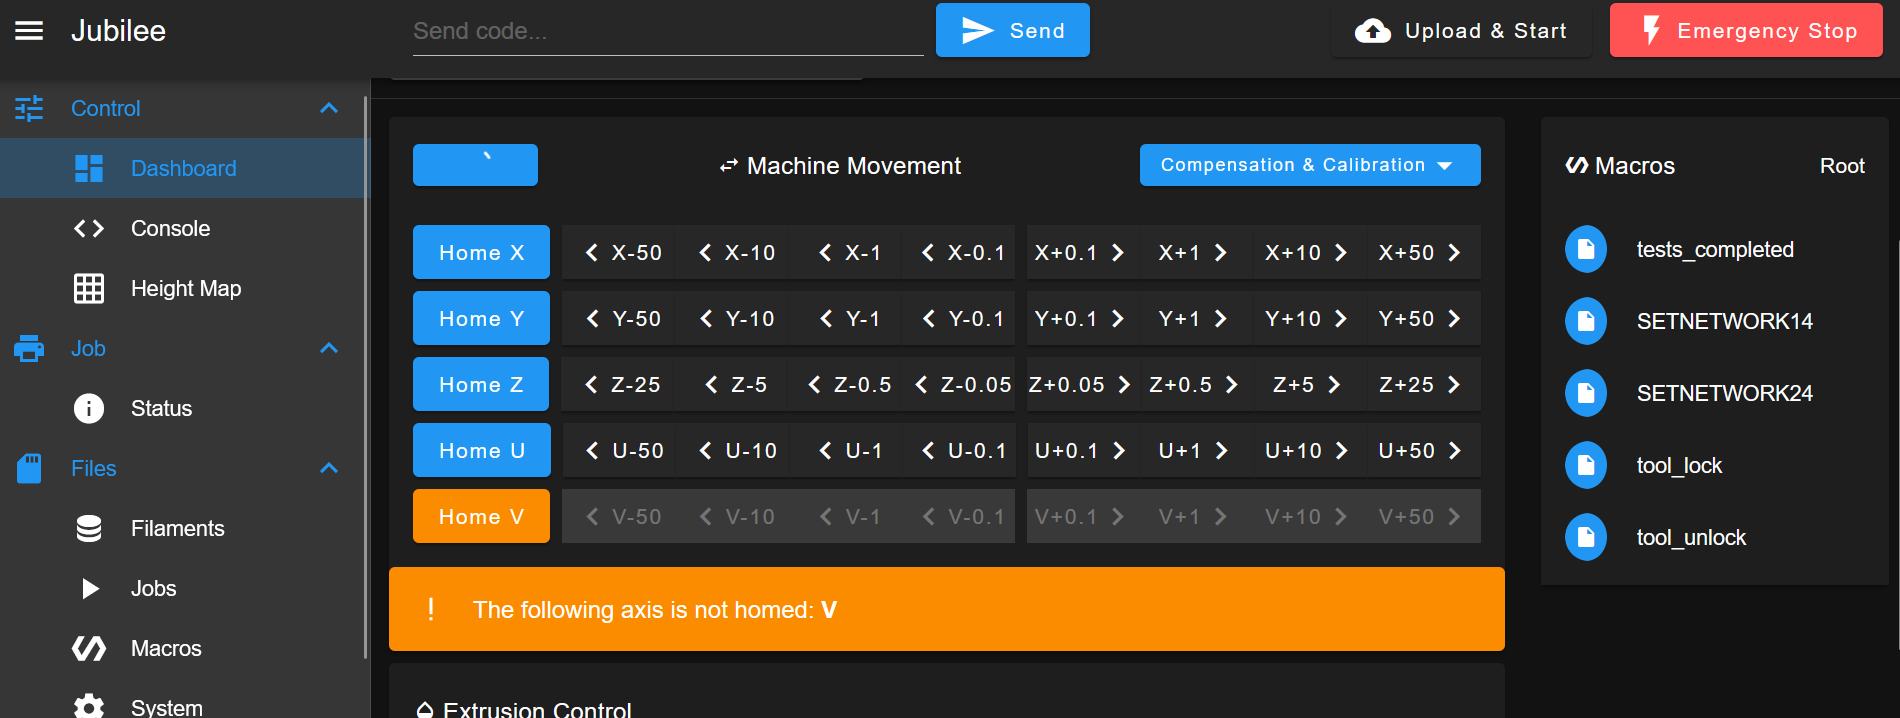 Jubilee
Send code...
Send
Upload & Start
Emergency Stop
Control
Dashboard
Console
Height Map
Job
Status
Files
Filaments
Jobs
Macros
System
Machine Movement
Compensation & Calibration
Home X X-50 X-10 X-1 X-0.1 X+0.1 X+1 X+10 X+50
Home Y Y-50 Y-10 Y-1 Y-0.1 Y+0.1 Y+1 Y+10 Y+50
Home Z Z-25 Z-5 Z-0.5 Z-0.05 Z+0.05 Z+0.5 Z+5 Z+25
Home U U-50 U-10 U-1 U-0.1 U+0.1 U+1 U+10 U+50
Home V V-50 V-10 V-1 V-0.1 V+0.1 V+1 V+10 V+50
! The following axis is not homed: V
Extrusion Control
Macros Root
tests_completed
SETNETWORK14
SETNETWORK24
tool_lock
tool_unlock